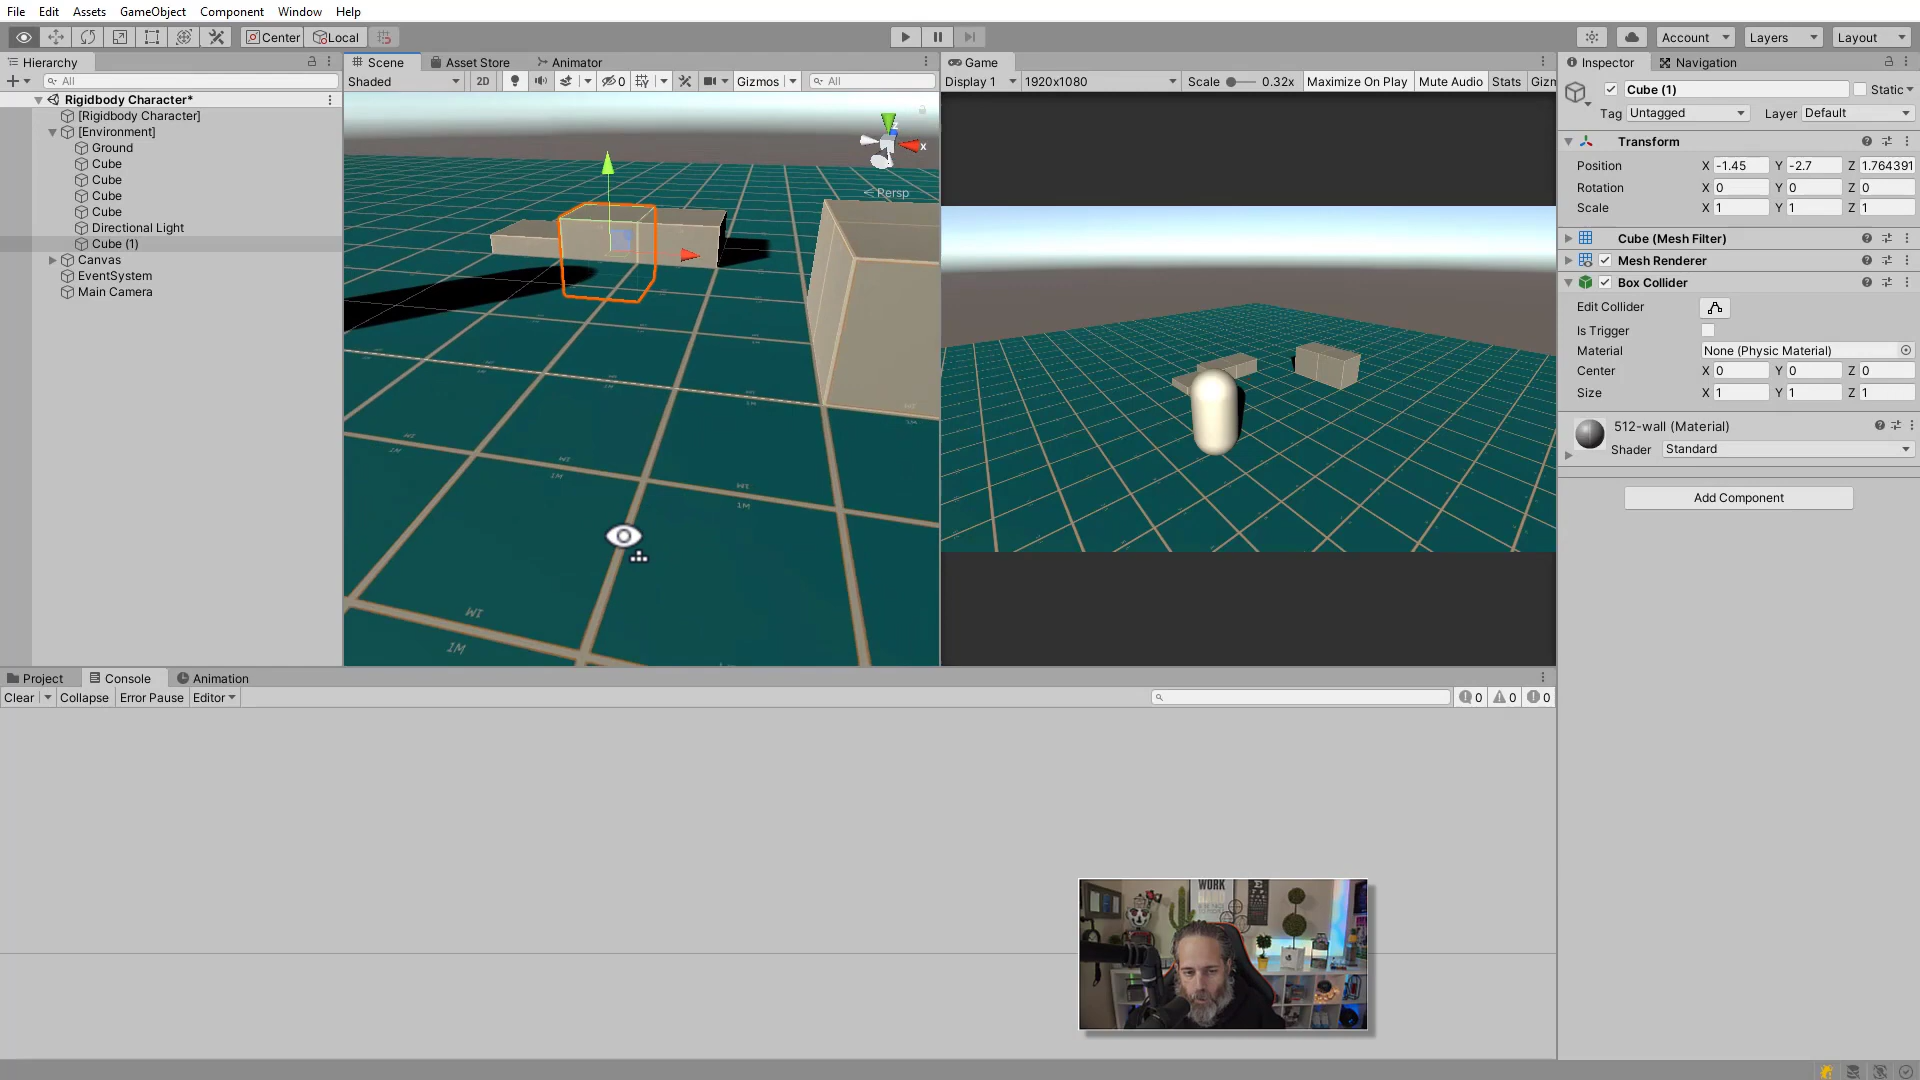 File Edit Assets GameObject Component Window Help
Center Local Account Layers Layout
Hierarchy
All
Rigidbody Character*
[Rigidbody Character]
[Environment]
Ground
Cube
Cube
Cube
Cube
Directional Light
Cube (1)
Canvas
EventSystem
Main Camera
Scene Asset Store Animator
Shaded 2D 0 Gizmos All
x
Persp
1M
1M
1M
1M
Game
Display 1 1920x1080 Scale 0.32x Maximize On Play Mute Audio Stats Gizm
Inspector Navigation
Cube (1) Static
Tag Untagged Layer Default
Transform
Position X -1.45 Y -2.7 Z 1.764391
Rotation X 0 Y 0 Z 0
Scale X 1 Y 1 Z 1
Cube (Mesh Filter)
Mesh Renderer
Box Collider
Edit Collider
Is Trigger
Material None (Physic Material)
Center X 0 Y 0 Z 0
Size X 1 Y 1 Z 1
512-wall (Material)
Shader Standard
Add Component
Project Console Animation
Clear Collapse Error Pause Editor 0 0 0
WORK